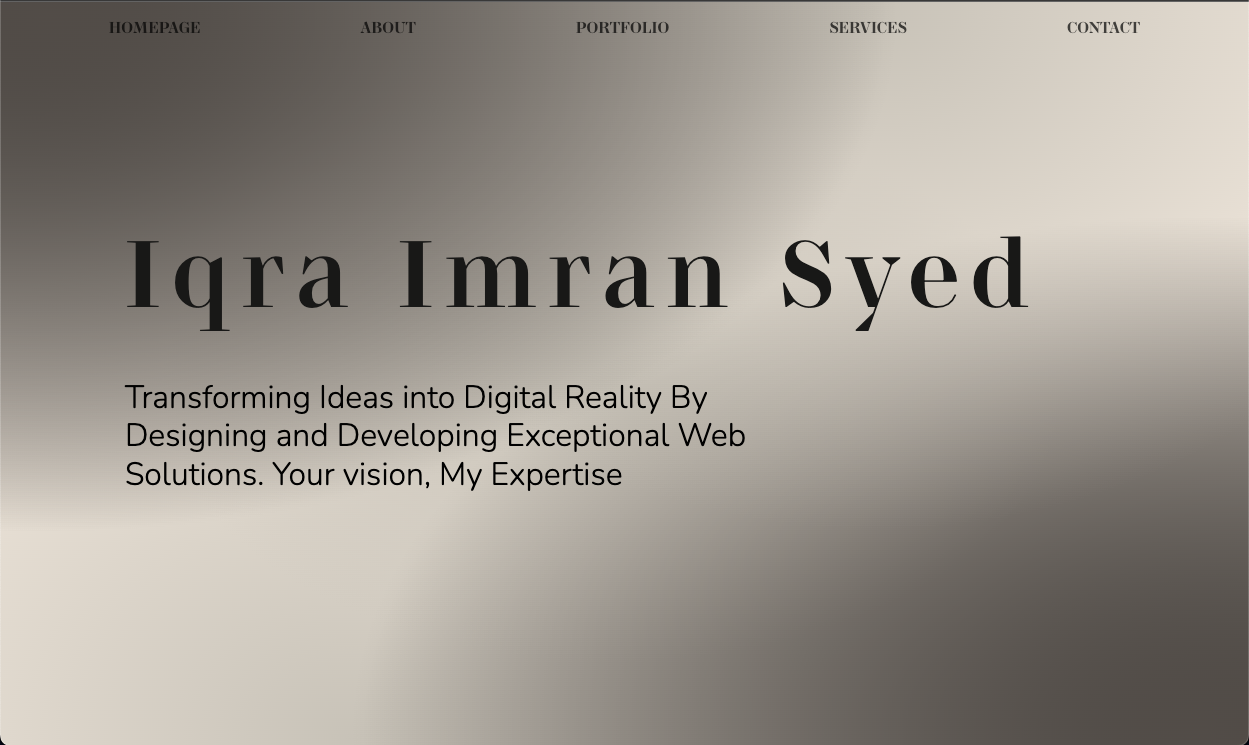 HOMEPAGE ABOUT PORTFOLIO SERVICES CONTACT
Iqra Imran Syed
Transforming Ideas into Digital Reality By
Designing and Developing Exceptional Web
Solutions. Your vision, My Expertise